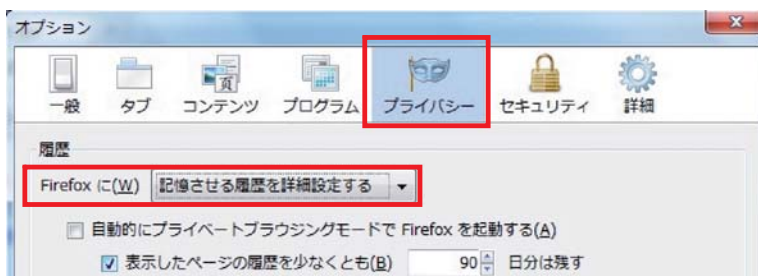 オプション
一般 タブ コンテンツ プログラム プライバシー セキュリティ 詳細
履歴
Firefox に(W) 記憶させる履歴を詳細設定する
自動的にプライベートブラウジングモードで Firefox を起動する(A)
表示したページの履歴を少なくとも(B) 90 日分は残す